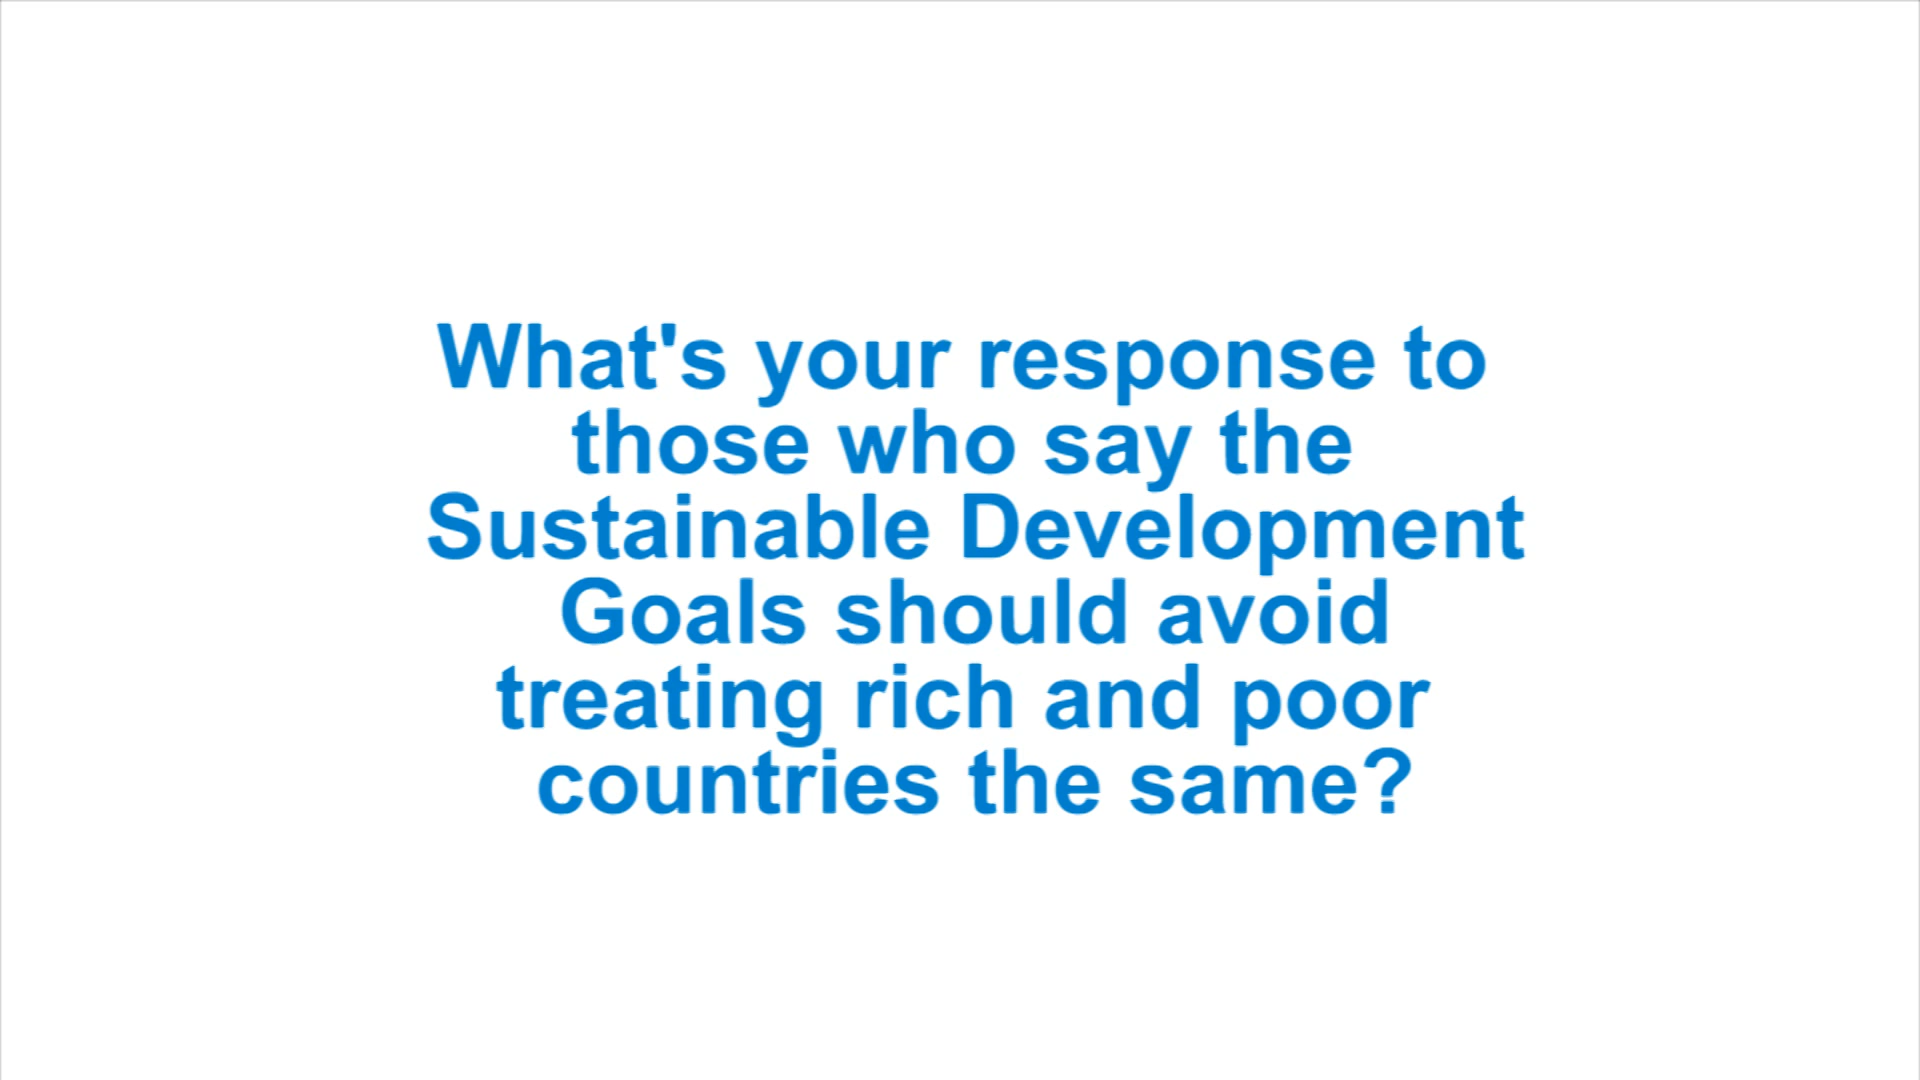 What's your response to
those who say the
Sustainable Development
Goals should avoid
treating rich and poor
countries the same?